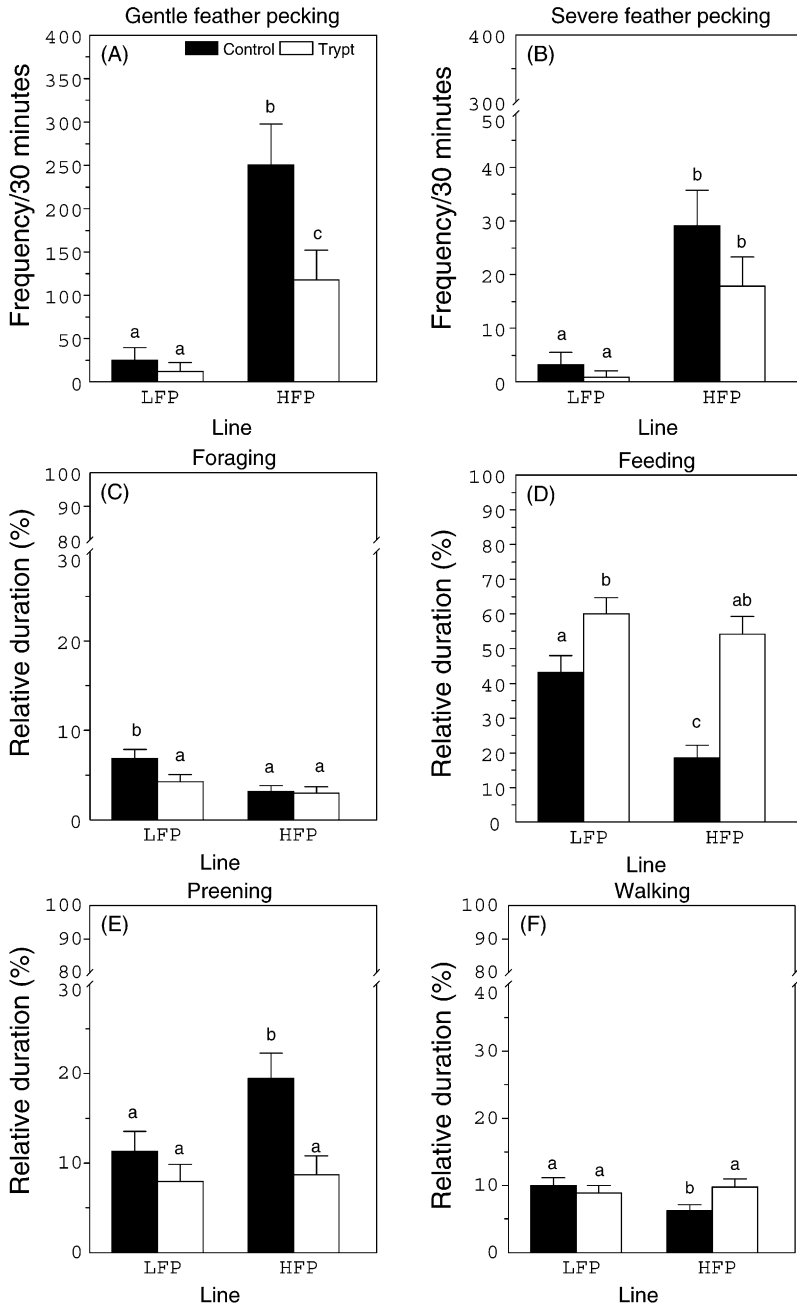 Gentle feather pecking
(A)
Control Trypt
Frequency/30 minutes
400
350
300
250
200
150
100
50
0
a a b c
LFP HFP
Line
Severe feather pecking
(B)
Frequency/30 minutes
400
300
50
40
30
20
10
0
a a b b
LFP HFP
Line
Foraging
(C)
Relative duration (%)
100
90
80
30
20
10
0
b a a a
LFP HFP
Line
Feeding
(D)
Relative duration (%)
100
90
80
70
60
50
40
30
20
10
0
a b c ab
LFP HFP
Line
Preening
(E)
Relative duration (%)
100
90
80
30
20
10
0
a a b a
LFP HFP
Line
Walking
(F)
Relative duration (%)
100
90
80
40
30
20
10
0
a a b a
LFP HFP
Line